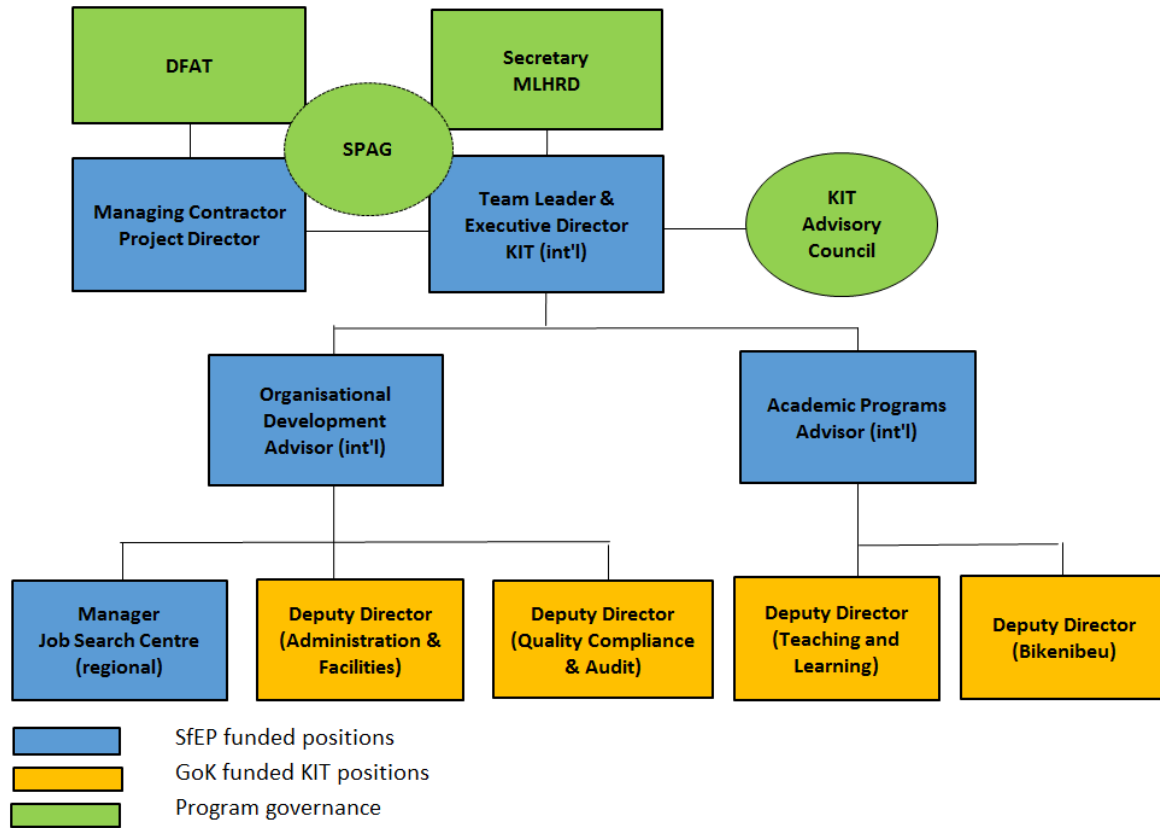 DFAT
Secretary
MLHRD
SPAG
Managing Contractor
Project Director
Team Leader &
Executive Director
KIT (int'l)
KIT
Advisory
Council
Organisational
Development
Advisor (int'l)
Academic Programs
Advisor (int'l)
Manager
Job Search Centre
(regional)
Deputy Director
(Administration &
Facilities)
Deputy Director
(Quality Compliance
& Audit)
Deputy Director
(Teaching and
Learning)
Deputy Director
(Bikenibeu)
SfEP funded positions
GoK funded KIT positions
Program governance